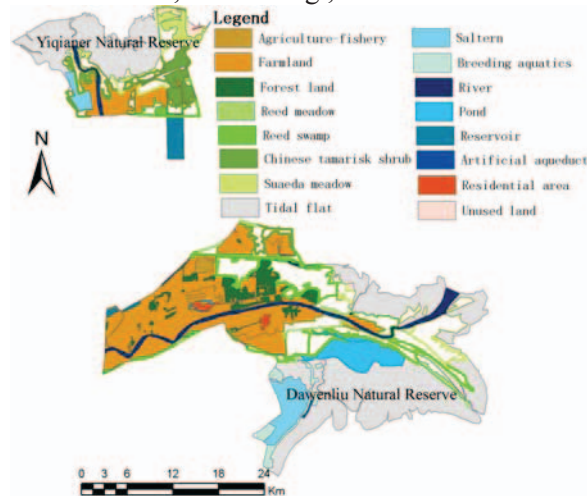 Legend
Yiqianer Natural Reserve
Agriculture-fishery
Farmland
Forest land
Reed meadow
Reed swamp
Chinese tamarisk shrub
Suaeda meadow
Tidal flat
Saltern
Breeding aquatics
River
Pond
Reservoir
Artificial aqueduct
Residential area
Unused land
N
Dawenliu Natural Reserve
0 3 6 12 18 24
Km